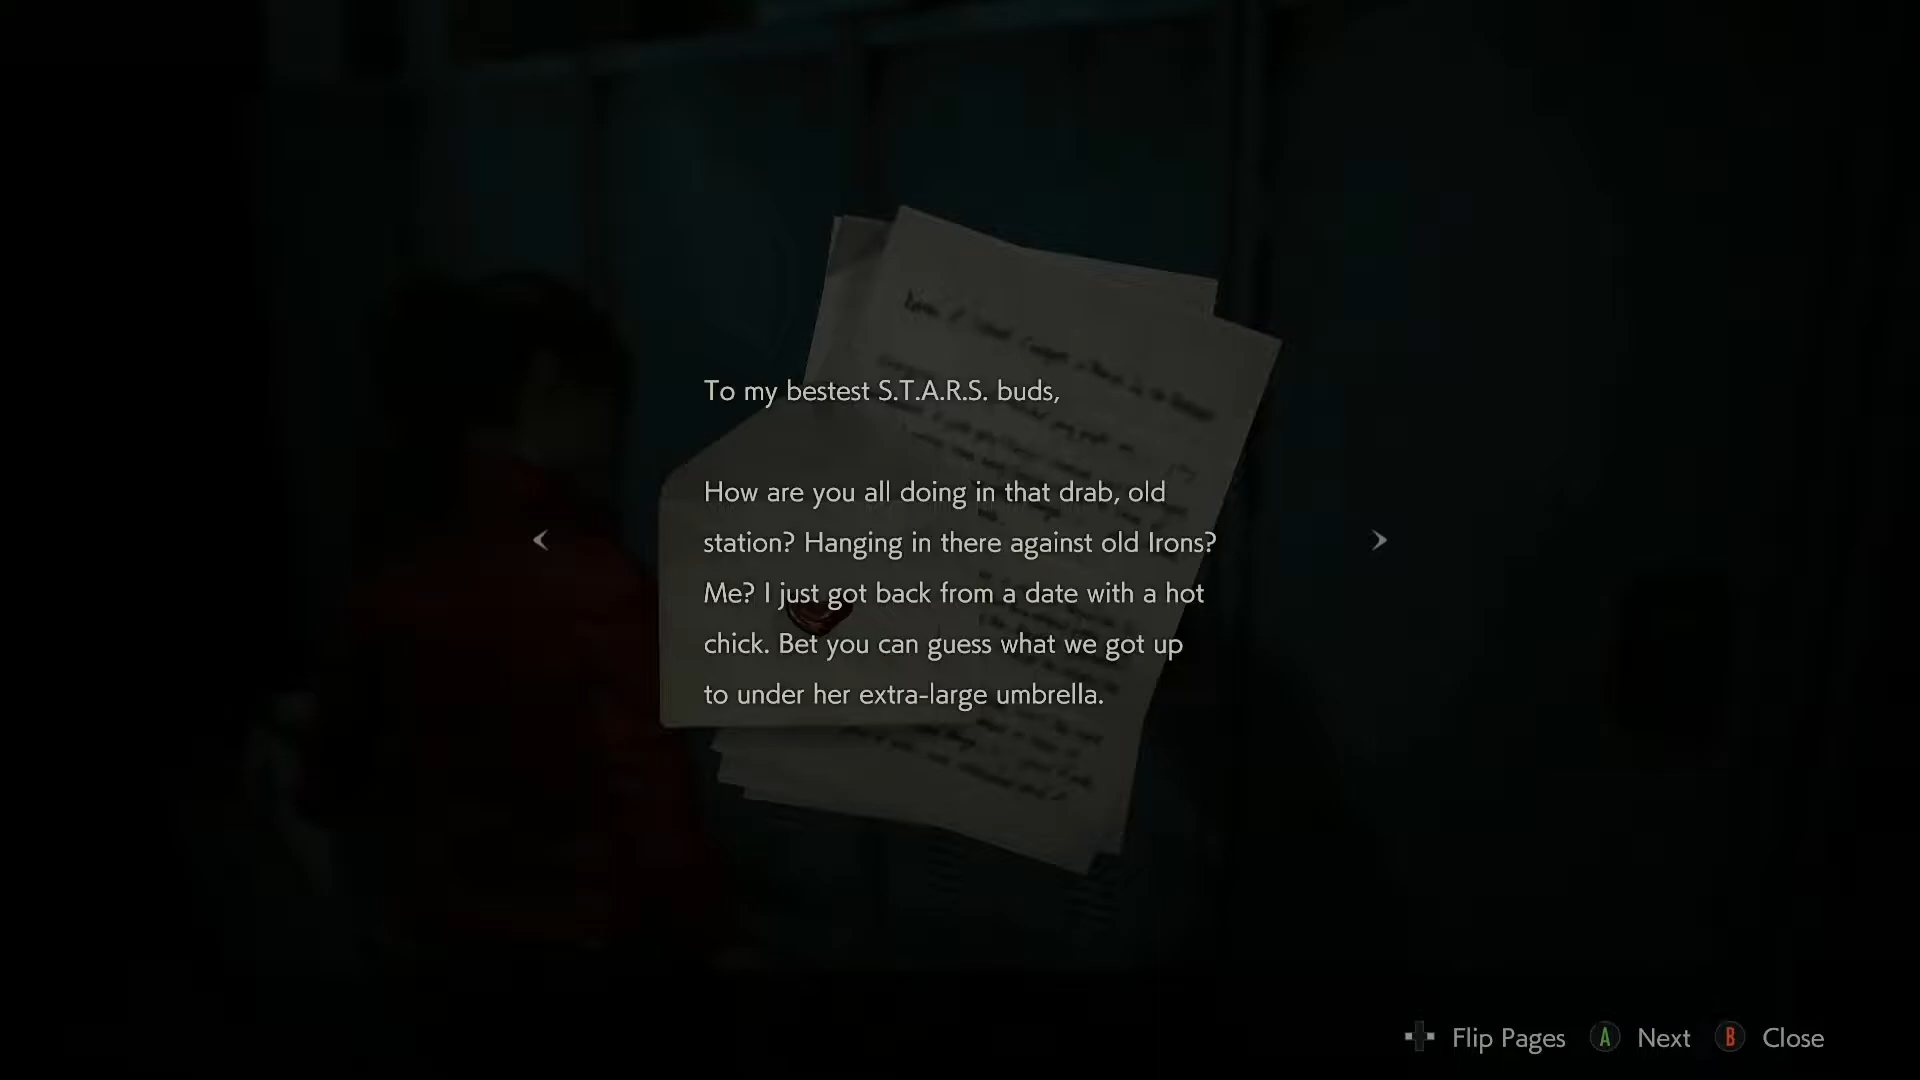 To my bestest S.T.A.R.S. buds,
How are you all doing in that drab, old
station? Hanging in there against old Irons?
Me? I just got back from a date with a hot
chick. Bet you can guess what we got up
to under her extra-large umbrella.
Flip Pages A Next B Close